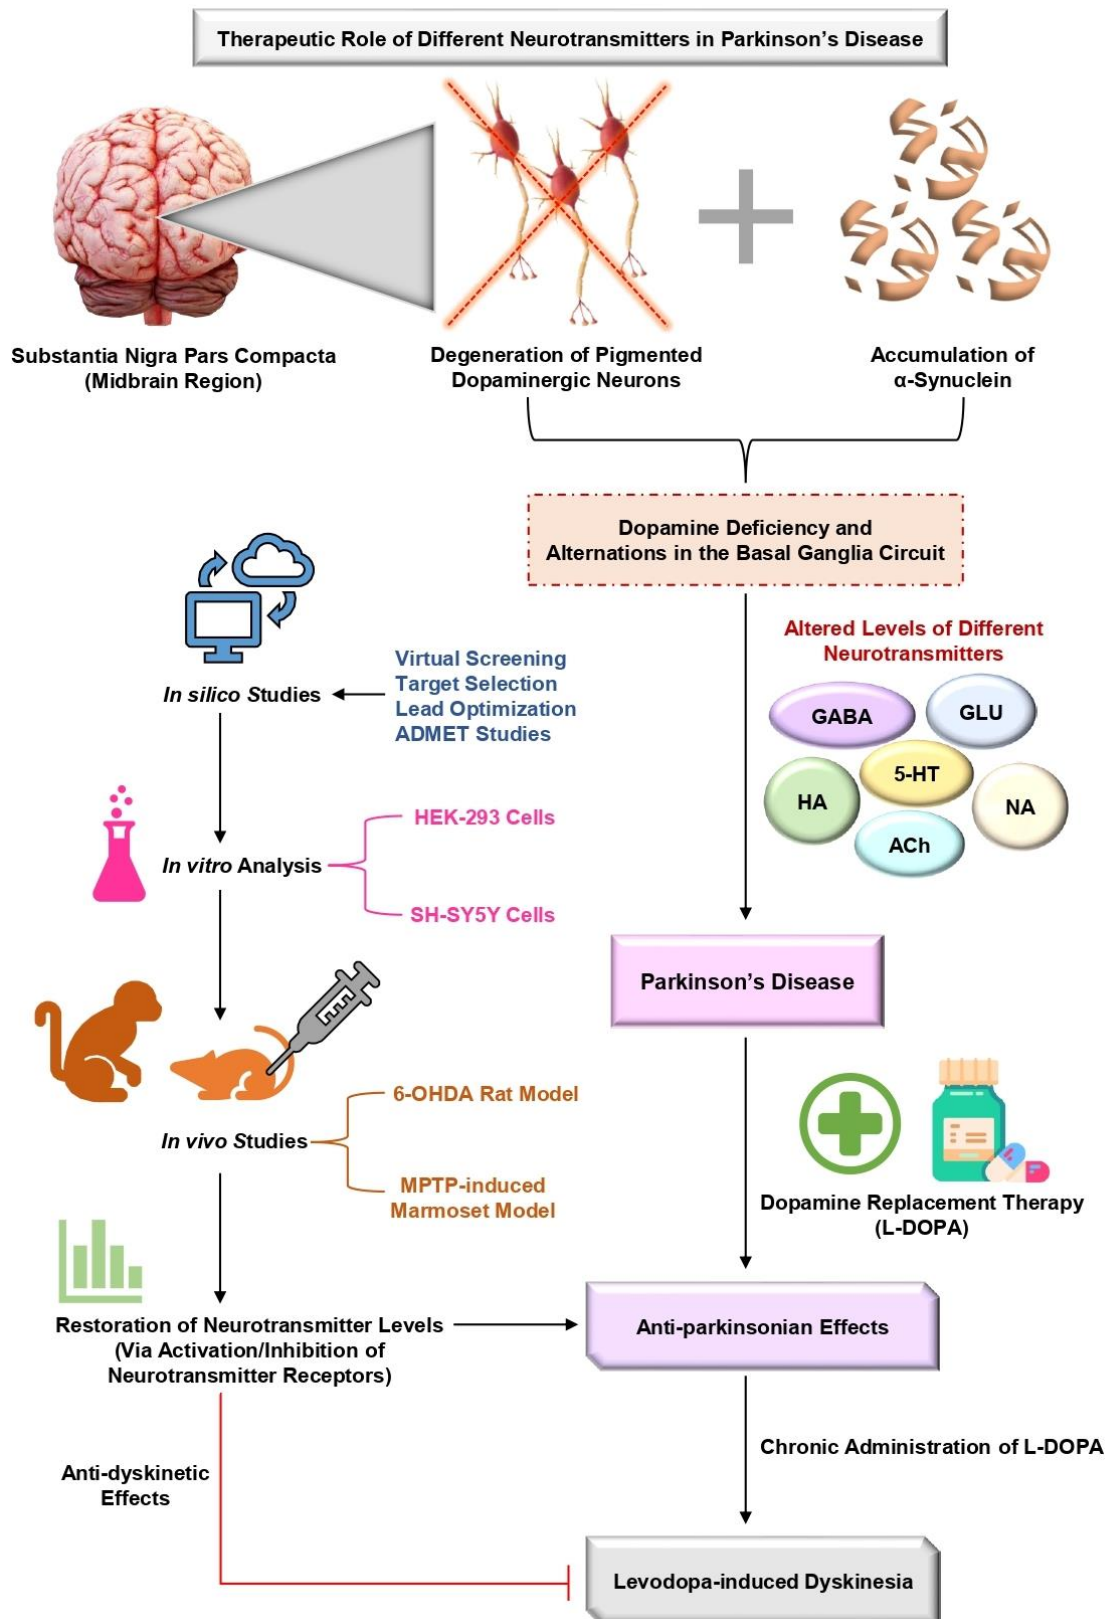 Therapeutic Role of Different Neurotransmitters in Parkinson's Disease
Substantia Nigra Pars Compacta
(Midbrain Region)
Degeneration of Pigmented
Dopaminergic Neurons
Accumulation of
α-Synuclein
Dopamine Deficiency and
Alternations in the Basal Ganglia Circuit
Altered Levels of Different
Neurotransmitters
GABA
GLU
5-HT
HA
NA
ACh
In silico Studies
Virtual Screening
Target Selection
Lead Optimization
ADMET Studies
In vitro Analysis
HEK-293 Cells
SH-SY5Y Cells
Parkinson's Disease
In vivo Studies
6-OHDA Rat Model
MPTP-induced
Marmoset Model
Dopamine Replacement Therapy
(L-DOPA)
Restoration of Neurotransmitter Levels
(Via Activation/Inhibition of
Neurotransmitter Receptors)
Anti-parkinsonian Effects
Chronic Administration of L-DOPA
Anti-dyskinetic
Effects
Levodopa-induced Dyskinesia